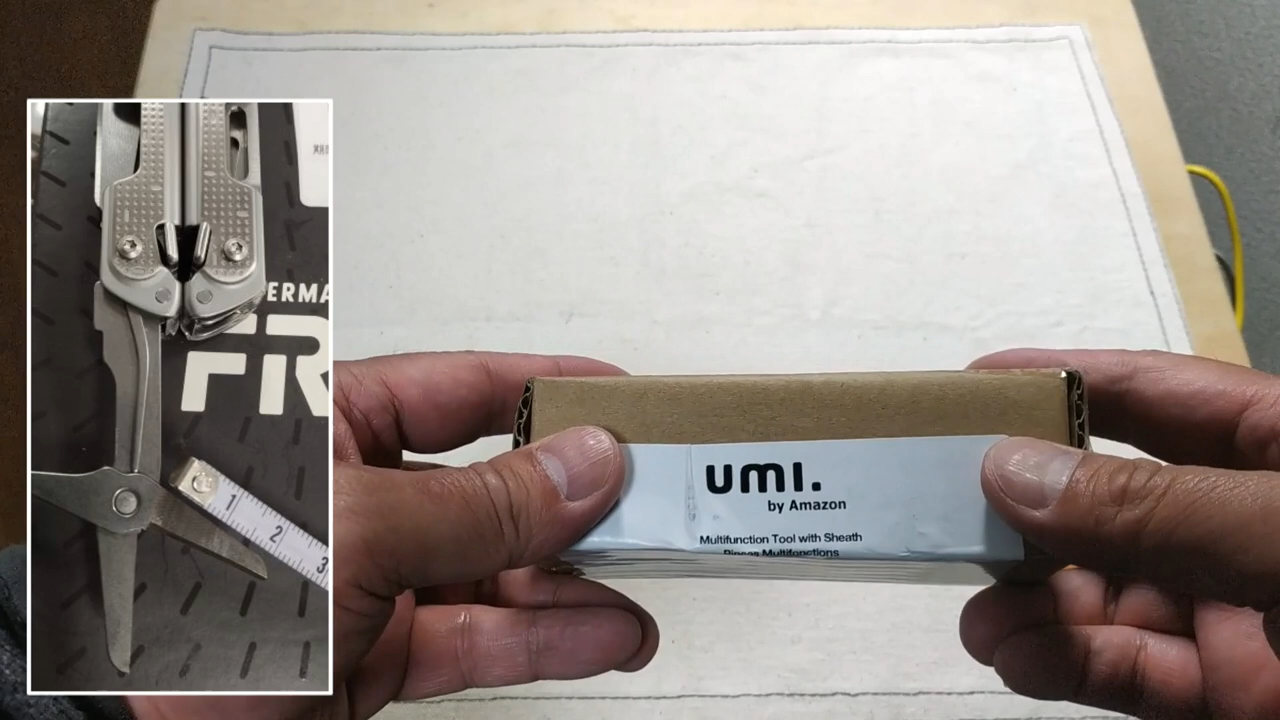 ERMA
FR
1
2
3
umi.
by Amazon
Multifunction Tool with Sheath
Pinces Multifonctions